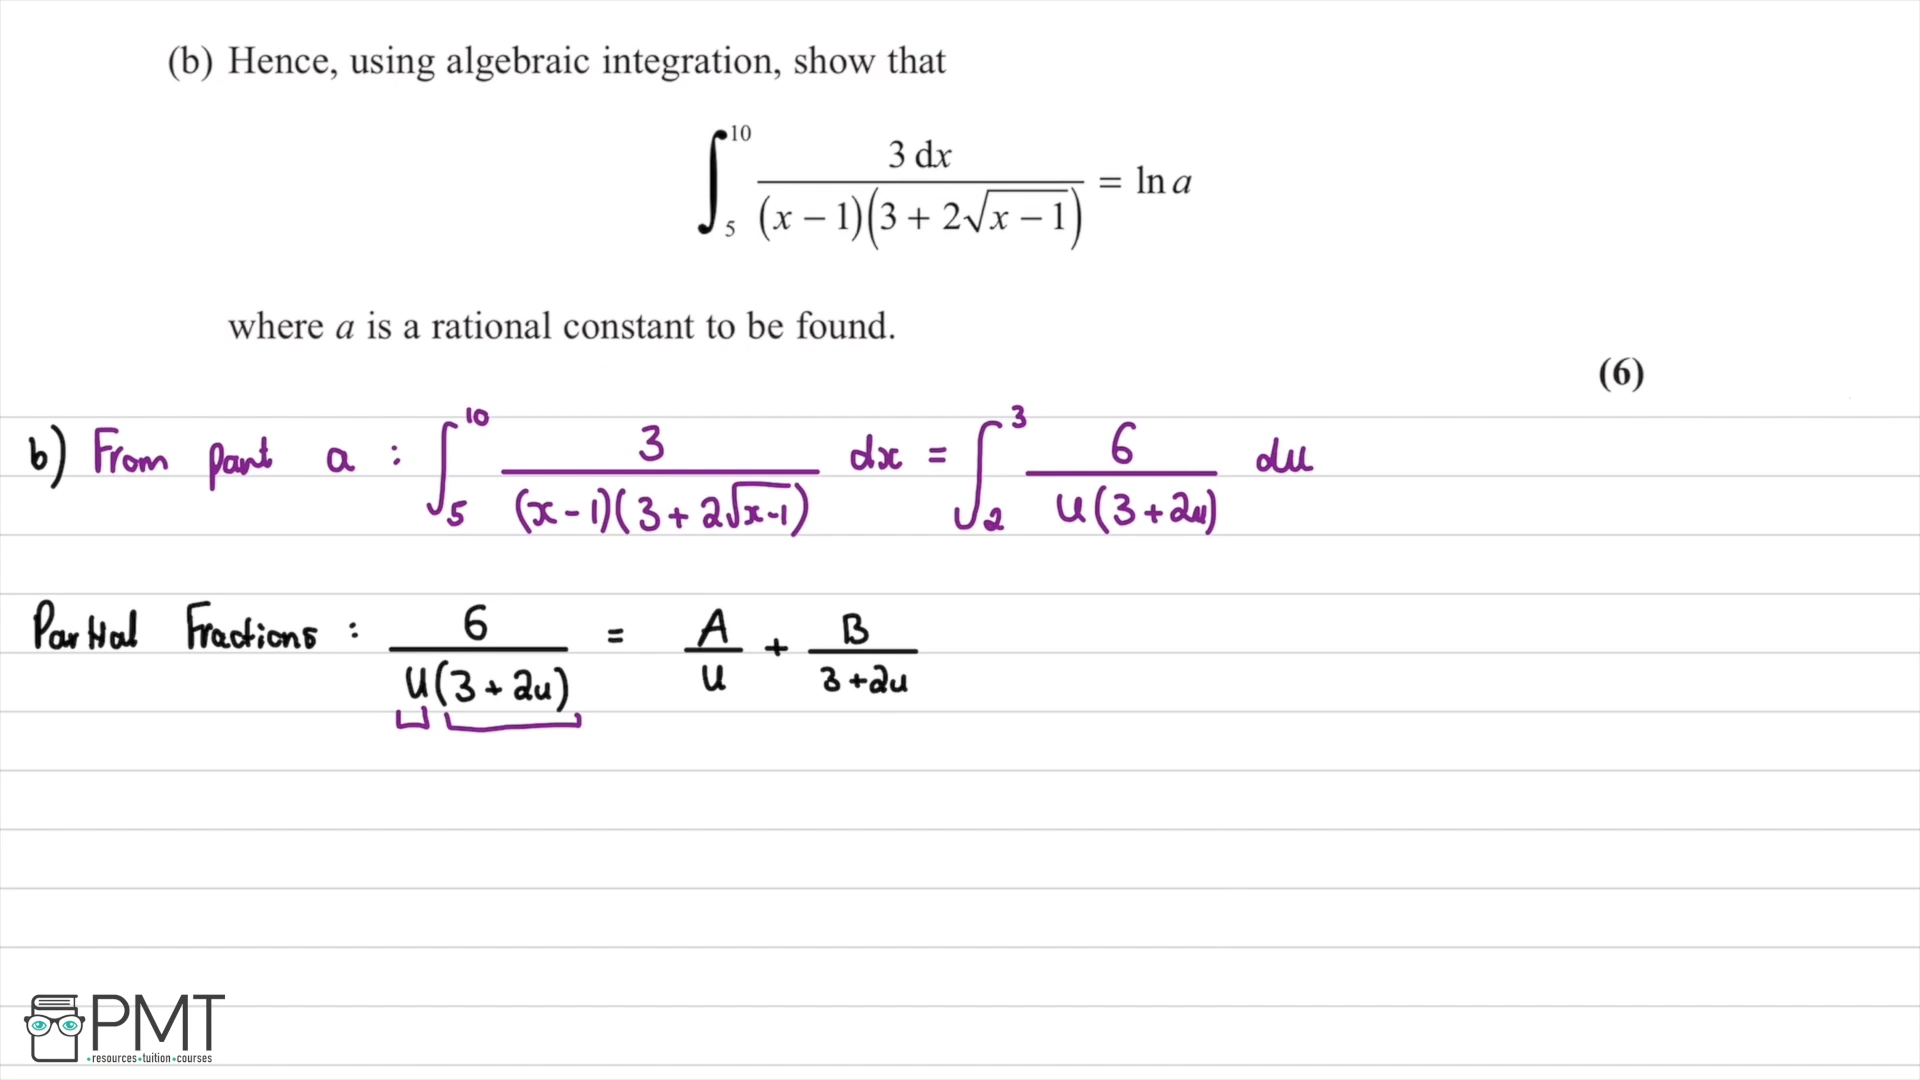 (b) Hence, using algebraic integration, show that
∫₅¹⁰ 3 dx / ((x − 1)(3 + 2√(x − 1))) = ln a
where a is a rational constant to be found.
(6)
b) From part a : ∫₅¹⁰ 3 / ((x-1)(3+2√(x-1))) dx = ∫₂³ 6 / (u(3+2u)) du
Partial Fractions : 6 / (u(3+2u)) = A/u + B/(3+2u)
PMT
•resources•tuition•courses